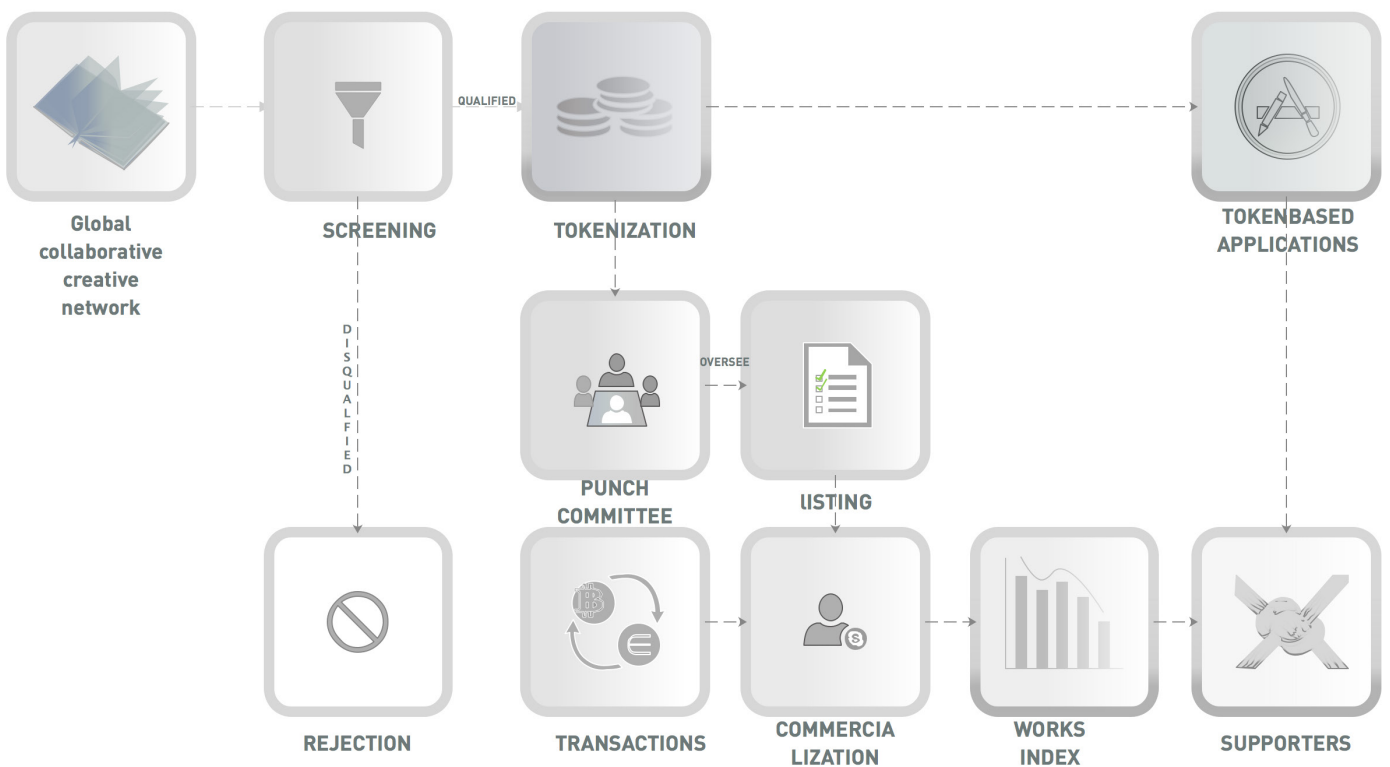 QUALIFIED
Global
collaborative
creative
network
SCREENING
TOKENIZATION
TOKENBASED
APPLICATIONS
DISQUALFIED
OVERSEE
PUNCH
COMMITTEE
lISTING
REJECTION
TRANSACTIONS
COMMERCIA
LIZATION
WORKS
INDEX
SUPPORTERS